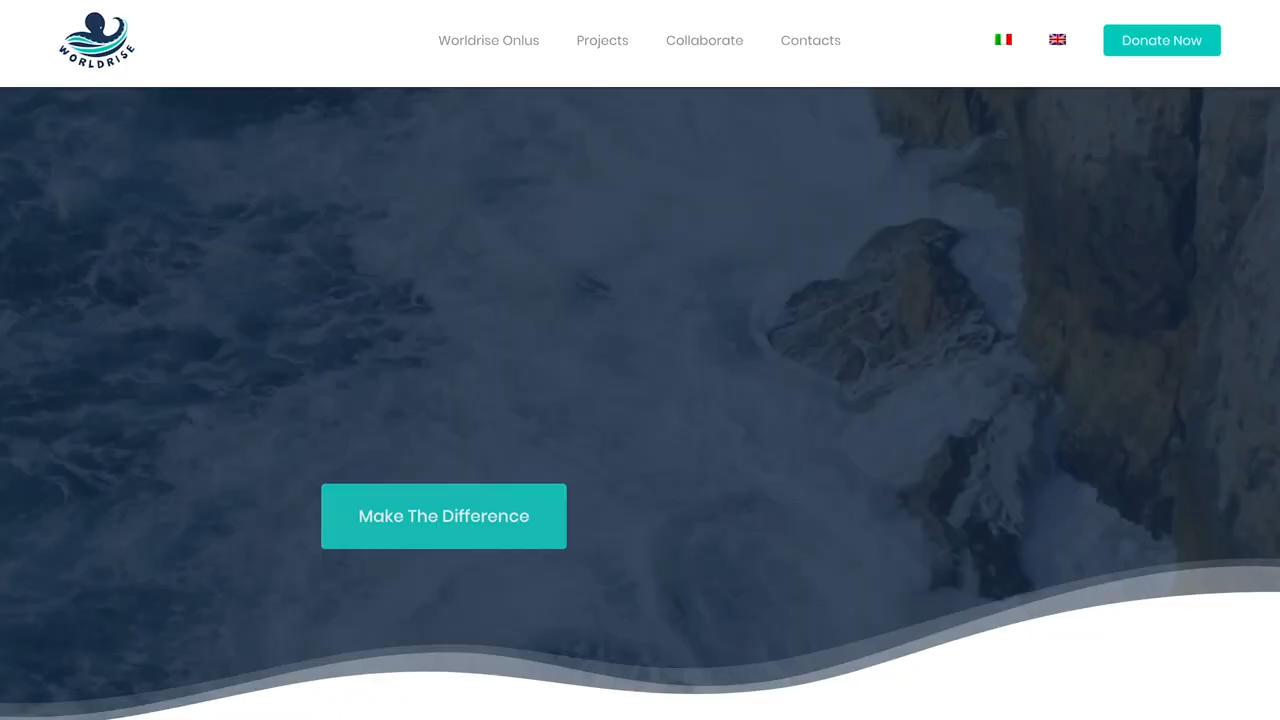 WORLDRISE
Worldrise Onlus
Projects
Collaborate
Contacts
Donate Now
Make The Difference